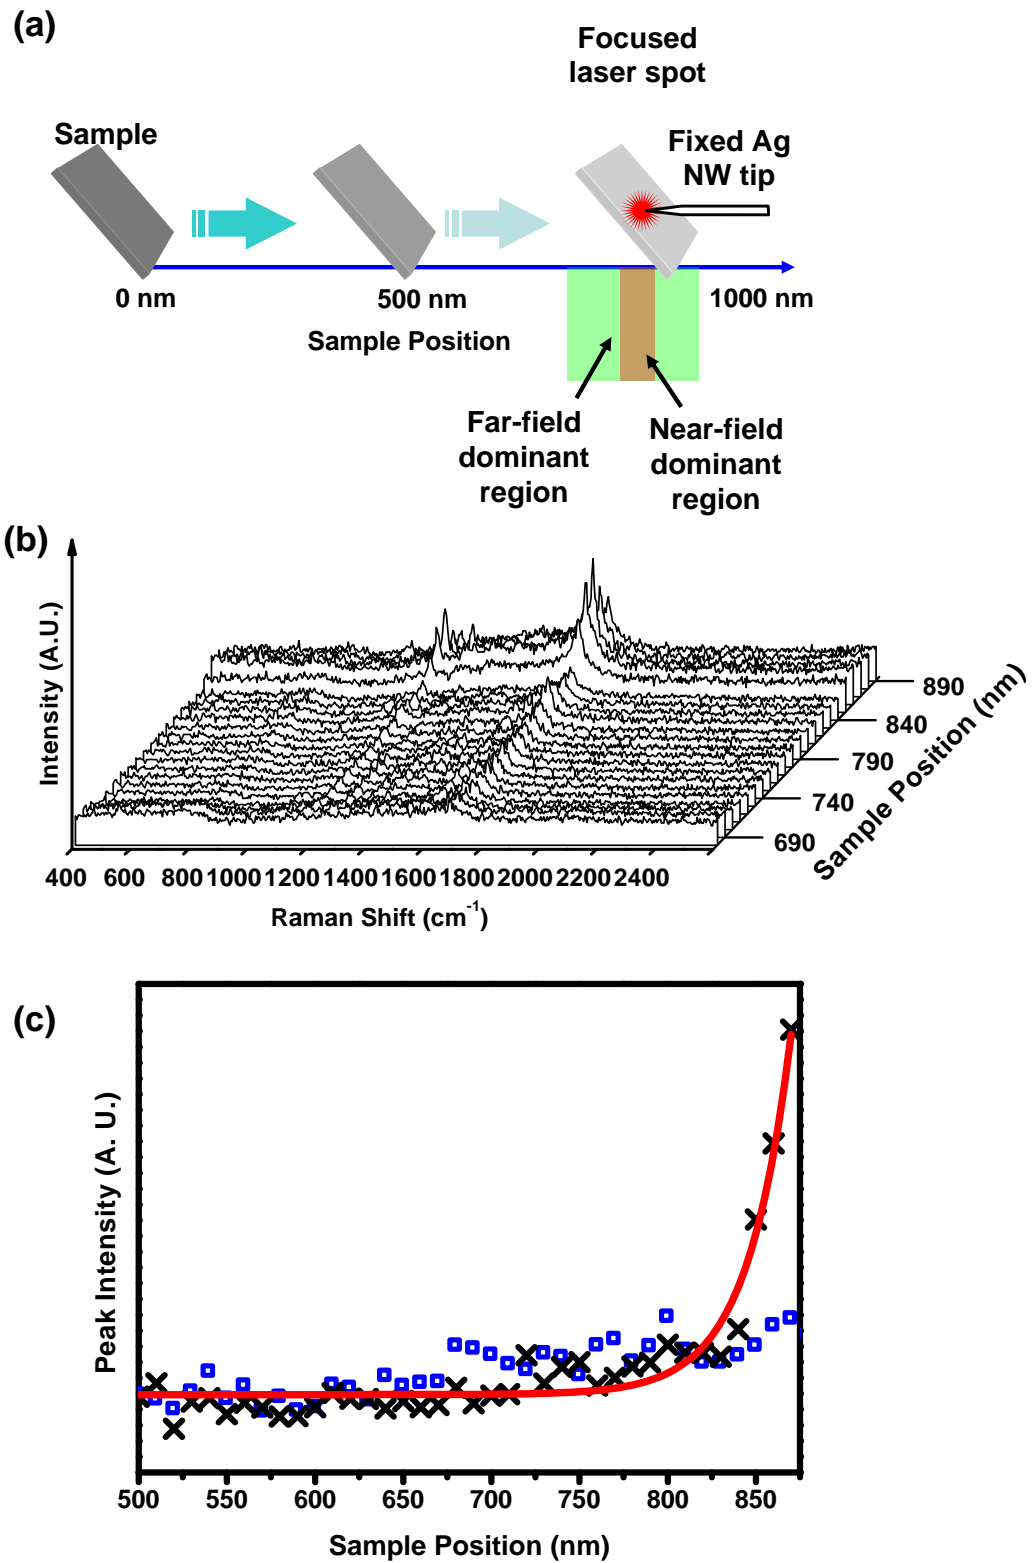 (a)
Focused
laser spot
Sample
Fixed Ag
NW tip
0 nm
500 nm
1000 nm
Sample Position
Far-field
dominant
region
Near-field
dominant
region
(b)
Intensity (A.U.)
890
840
790
740
690
Sample Position (nm)
400 600 800 1000 1200 1400 1600 1800 2000 2200 2400
Raman Shift (cm⁻¹)
(c)
Peak Intensity (A. U.)
500 550 600 650 700 750 800 850
Sample Position (nm)